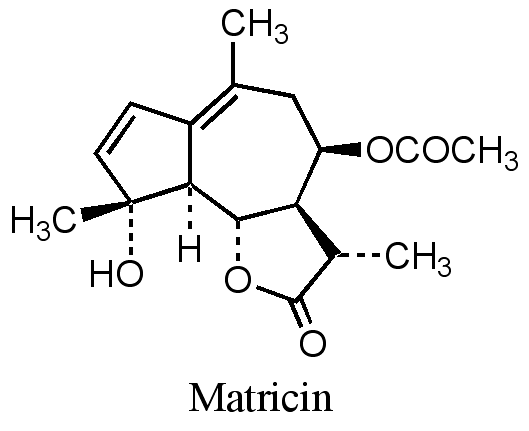 CH3
OCOCH3
H3C
HO
H
O
CH3
O
Matricin